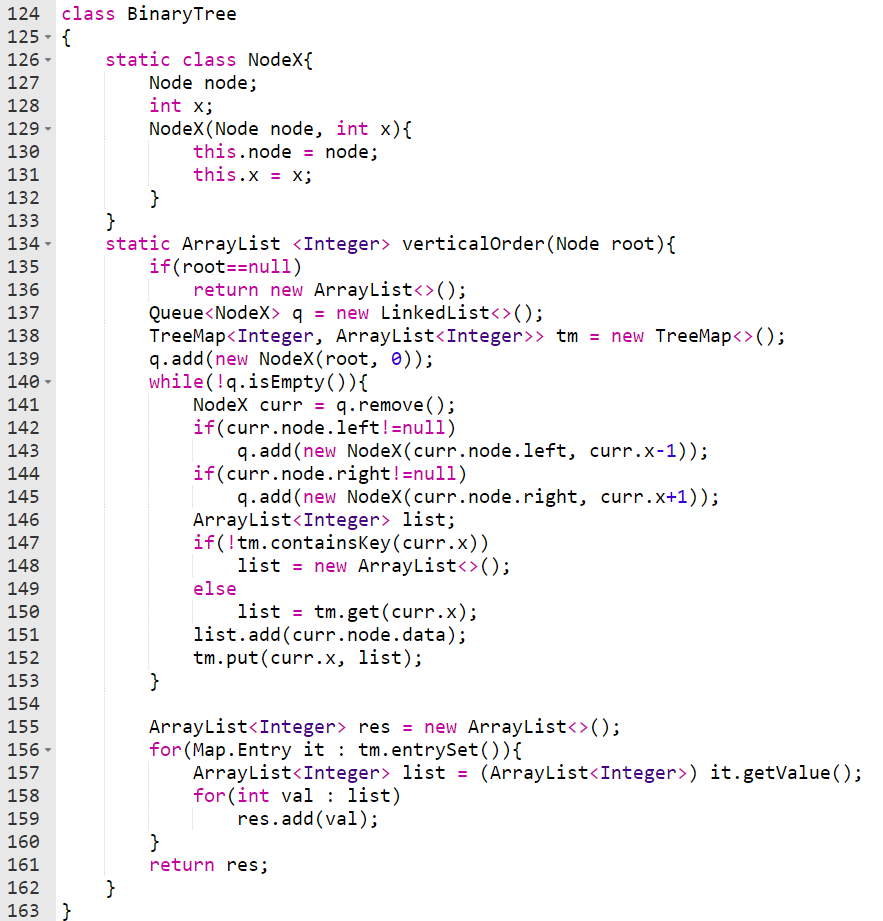 124 class BinaryTree
125 {
126     static class NodeX{
127         Node node;
128         int x;
129         NodeX(Node node, int x){
130             this.node = node;
131             this.x = x;
132         }
133     }
134     static ArrayList <Integer> verticalOrder(Node root){
135         if(root==null)
136             return new ArrayList<>();
137         Queue<NodeX> q = new LinkedList<>();
138         TreeMap<Integer, ArrayList<Integer>> tm = new TreeMap<>();
139         q.add(new NodeX(root, 0));
140         while(!q.isEmpty()){
141             NodeX curr = q.remove();
142             if(curr.node.left!=null)
143                 q.add(new NodeX(curr.node.left, curr.x-1));
144             if(curr.node.right!=null)
145                 q.add(new NodeX(curr.node.right, curr.x+1));
146             ArrayList<Integer> list;
147             if(!tm.containsKey(curr.x))
148                 list = new ArrayList<>();
149             else
150                 list = tm.get(curr.x);
151             list.add(curr.node.data);
152             tm.put(curr.x, list);
153         }
154
155         ArrayList<Integer> res = new ArrayList<>();
156         for(Map.Entry it : tm.entrySet()){
157             ArrayList<Integer> list = (ArrayList<Integer>) it.getValue();
158             for(int val : list)
159                 res.add(val);
160         }
161         return res;
162     }
163 }